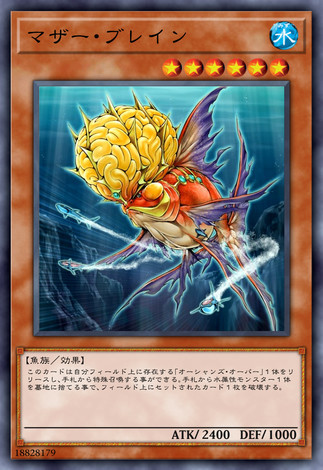 マザー・ブレイン
水
【魚族／効果】
このカードは自分フィールド上に存在する「オーシャンズ・オーパー」１体をリ
リースし、手札から特殊召喚する事ができる。手札から水属性モンスター１体
を墓地に捨てる事で、フィールド上にセットされたカード１枚を破壊する。
ATK/ 2400 DEF/1000
18828179